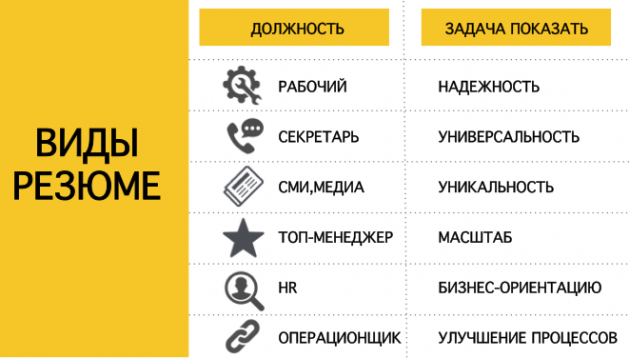 ВИДЫ
РЕЗЮМЕ
ДОЛЖНОСТЬ ЗАДАЧА ПОКАЗАТЬ
РАБОЧИЙ НАДЕЖНОСТЬ
СЕКРЕТАРЬ УНИВЕРСАЛЬНОСТЬ
СМИ,МЕДИА УНИКАЛЬНОСТЬ
ТОП-МЕНЕДЖЕР МАСШТАБ
HR БИЗНЕС-ОРИЕНТАЦИЮ
ОПЕРАЦИОНЩИК УЛУЧШЕНИЕ ПРОЦЕССОВ